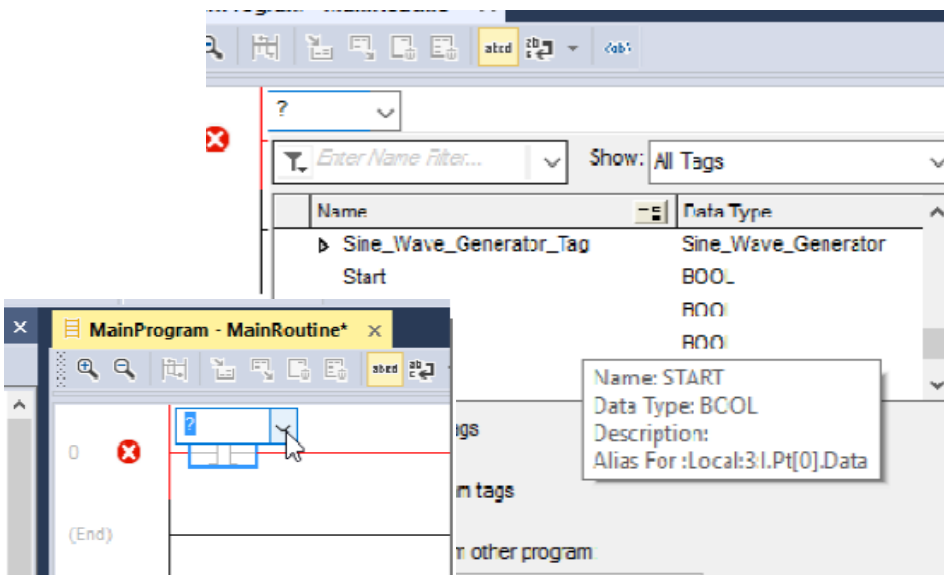 ?
Enter Name Filter...
Show: All Tags
Name Data Type
Sine_Wave_Generator_Tag Sine_Wave_Generator
Start BOOL
BOOL
BOOL
Name: START
Data Type: BOOL
Description:
Alias For :Local:3:I.Pt[0].Data
tags
other program
MainProgram - MainRoutine*
?
0
(End)